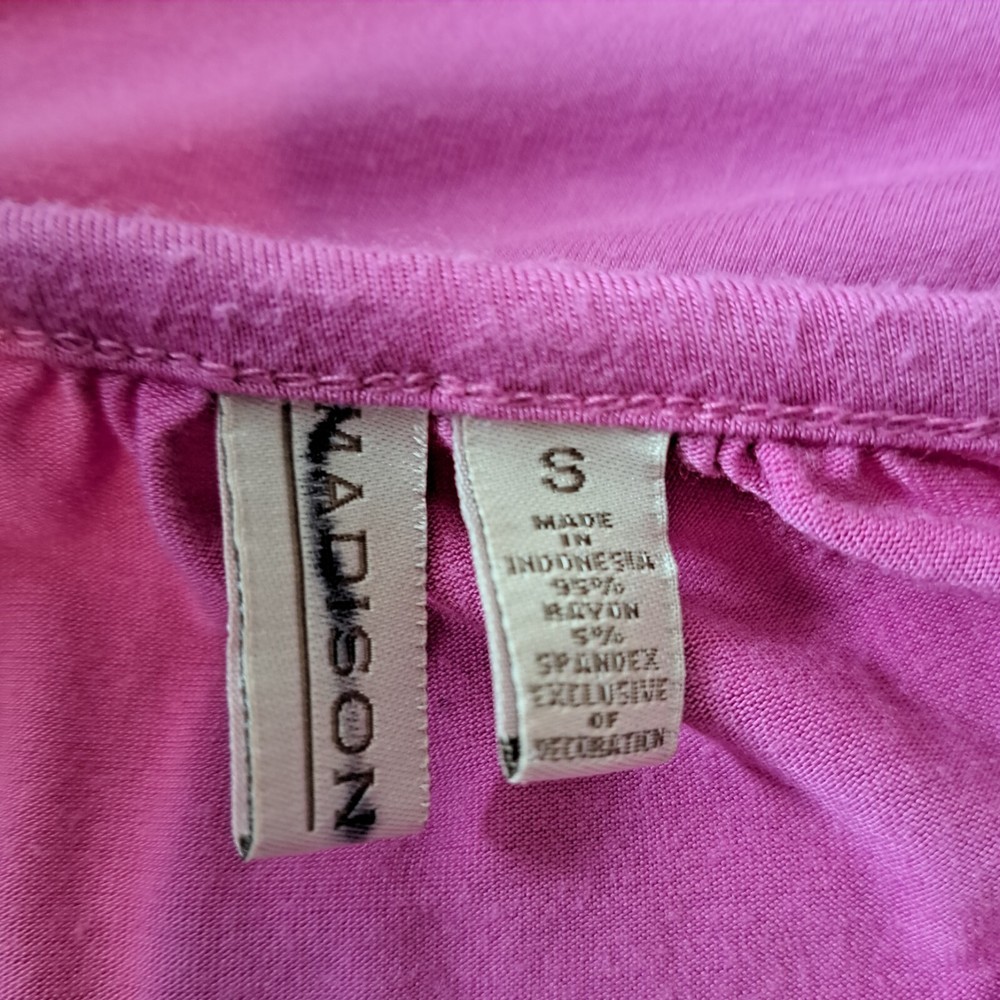 MADISON
S
MADE
IN
INDONESIA
95%
RAYON
5%
SPANDEX
EXCLUSIVE
OF
DECORATION